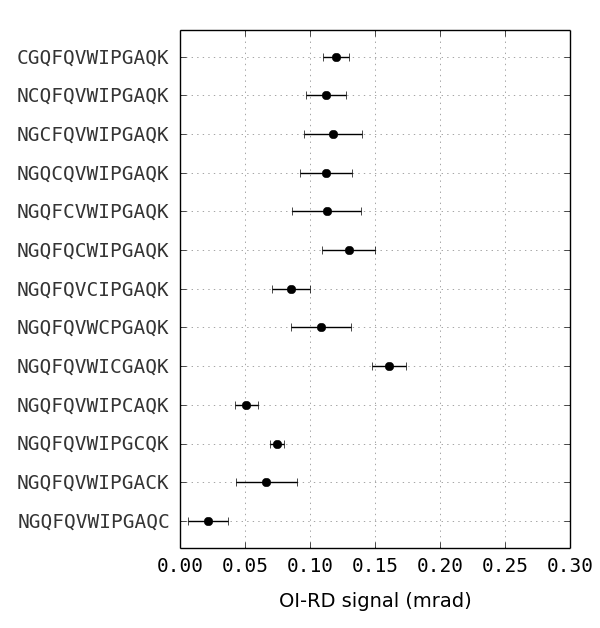 CGQFQVWIPGAQK
NCQFQVWIPGAQK
NGCFQVWIPGAQK
NGQCQVWIPGAQK
NGQFCVWIPGAQK
NGQFQCWIPGAQK
NGQFQVCIPGAQK
NGQFQVWCPGAQK
NGQFQVWICGAQK
NGQFQVWIPCAQK
NGQFQVWIPGCQK
NGQFQVWIPGACK
NGQFQVWIPGAQC
0.00 0.05 0.10 0.15 0.20 0.25 0.30
OI-RD signal (mrad)